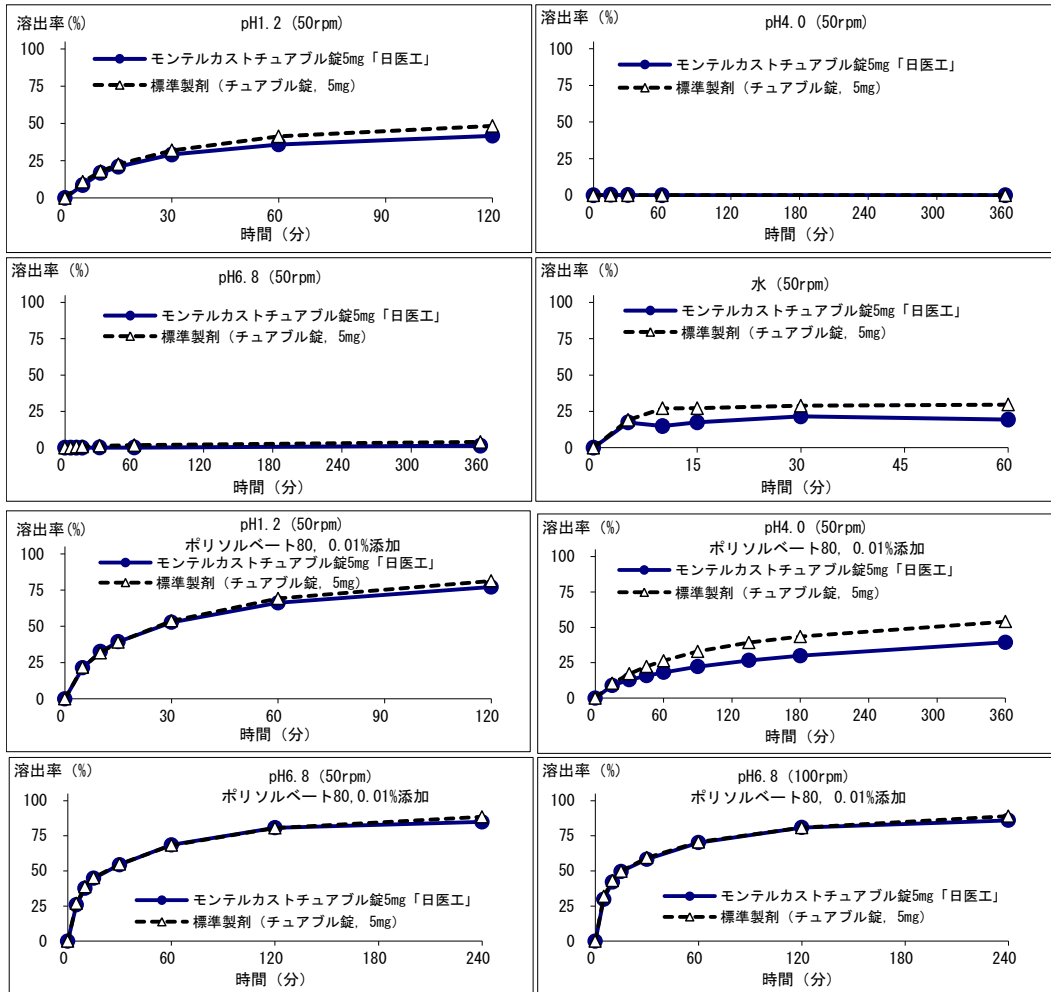 溶出率(%)
pH1.2 (50rpm)
モンテルカストチュアブル錠5mg「日医工」
標準製剤（チュアブル錠, 5mg）
100
75
50
25
0
0 30 60 90 120
時間（分）
溶出率 (%)
pH4.0 (50rpm)
モンテルカストチュアブル錠5mg「日医工」
標準製剤（チュアブル錠, 5mg）
100
75
50
25
0
0 60 120 180 240 300 360
時間（分）
溶出率 (%)
pH6.8 (50rpm)
モンテルカストチュアブル錠5mg「日医工」
標準製剤（チュアブル錠, 5mg）
100
75
50
25
0
0 60 120 180 240 300 360
時間（分）
溶出率 (%)
水 (50rpm)
モンテルカストチュアブル錠5mg「日医工」
標準製剤（チュアブル錠, 5mg）
100
75
50
25
0
0 15 30 45 60
時間（分）
溶出率(%)
pH1.2 (50rpm)
ポリソルベート80, 0.01%添加
モンテルカストチュアブル錠5mg「日医工」
標準製剤（チュアブル錠, 5mg）
100
75
50
25
0
0 30 60 90 120
時間（分）
溶出率 (%)
pH4.0 (50rpm)
ポリソルベート80, 0.01%添加
モンテルカストチュアブル錠5mg「日医工」
標準製剤（チュアブル錠, 5mg）
100
75
50
25
0
0 60 120 180 240 300 360
時間（分）
溶出率 (%)
pH6.8 (50rpm)
ポリソルベート80,0.01%添加
モンテルカストチュアブル錠5mg「日医工」
標準製剤（チュアブル錠, 5mg）
100
75
50
25
0
0 60 120 180 240
時間（分）
溶出率 (%)
pH6.8 (100rpm)
ポリソルベート80, 0.01%添加
モンテルカストチュアブル錠5mg「日医工」
標準製剤（チュアブル錠, 5mg）
100
75
50
25
0
0 60 120 180 240
時間（分）